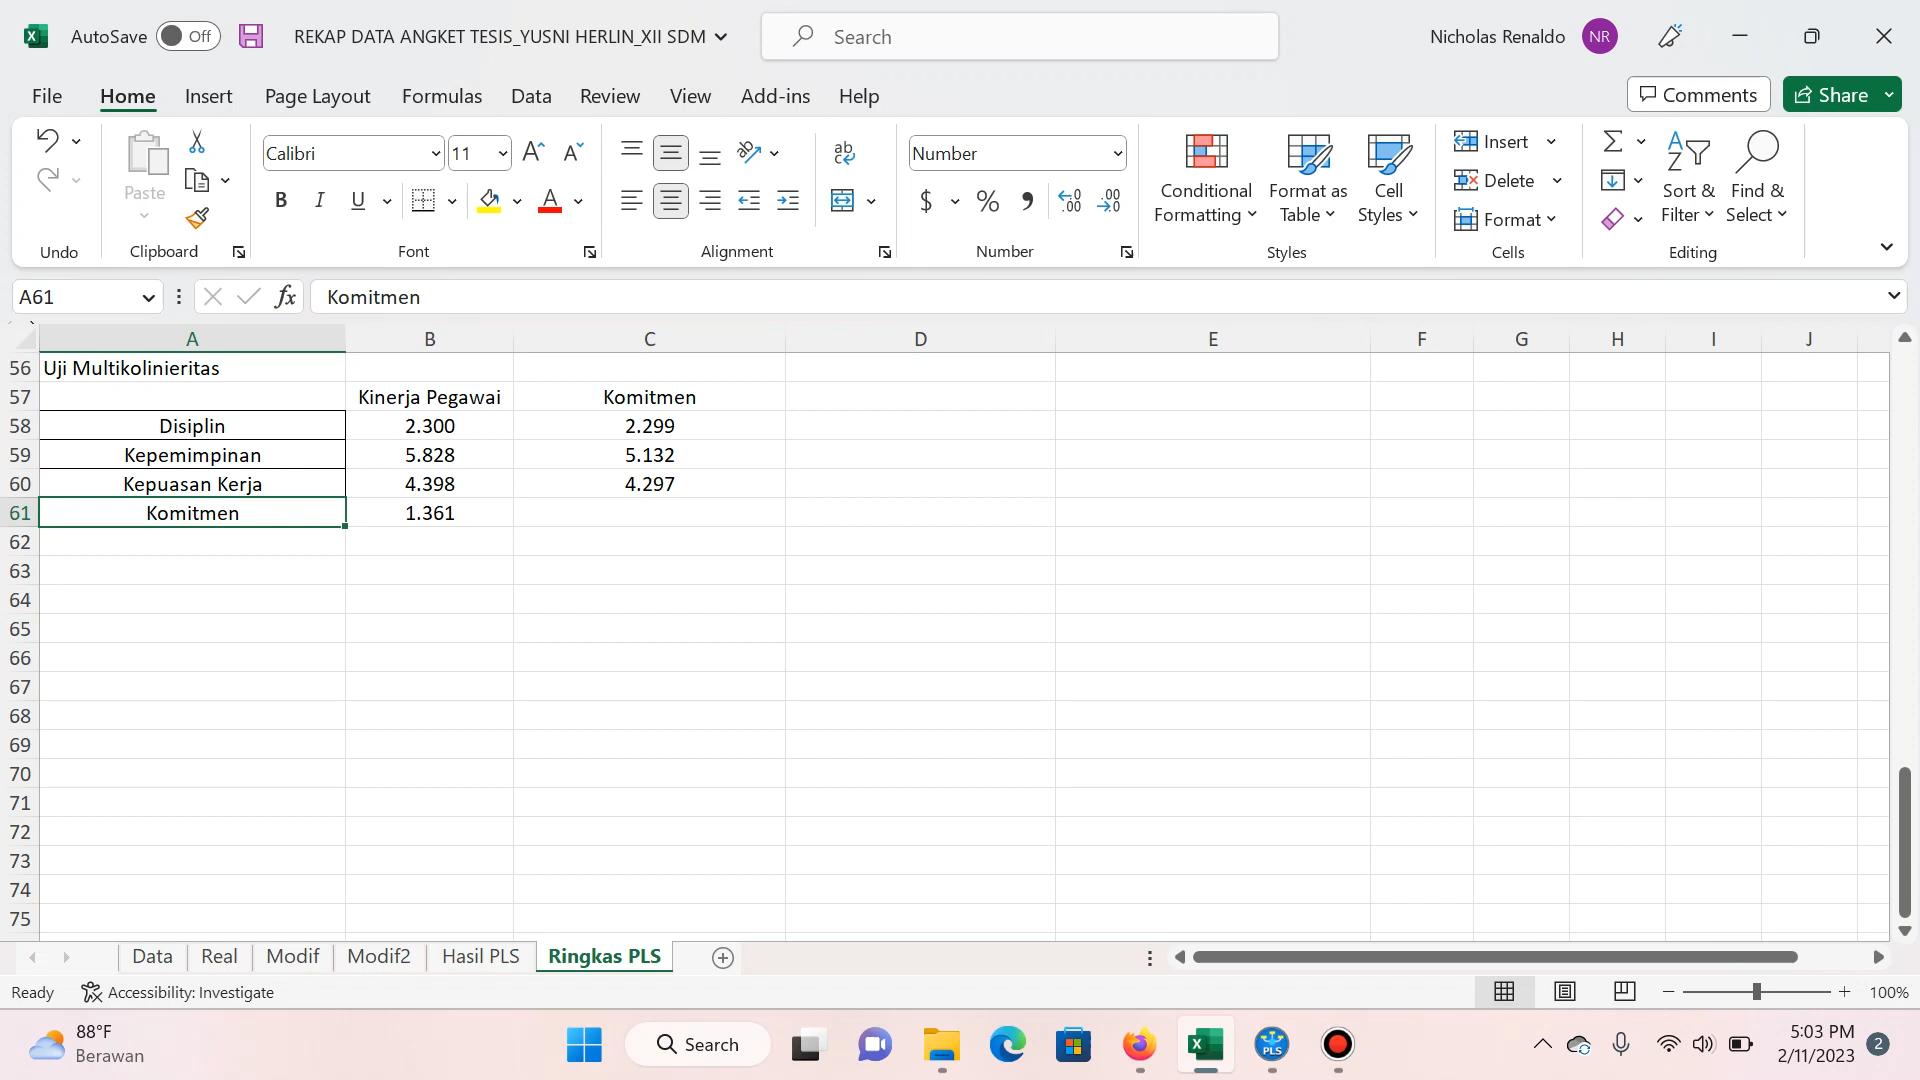 AutoSave Off REKAP DATA ANGKET TESIS_YUSNI HERLIN_XII SDM Search Nicholas Renaldo NR
File Home Insert Page Layout Formulas Data Review View Add-ins Help Comments Share
Paste
Undo Clipboard
Calibri 11
B I U
Font
ab
Alignment
Number
$ %
Number
Conditional Formatting
Format as Table
Cell Styles
Styles
Insert
Delete
Format
Cells
Sort & Filter
Find & Select
Editing
A61 fx Komitmen
A B C D E F G H I J
56 Uji Multikolinieritas
57 Kinerja Pegawai Komitmen
58 Disiplin 2.300 2.299
59 Kepemimpinan 5.828 5.132
60 Kepuasan Kerja 4.398 4.297
61 Komitmen 1.361
62
63
64
65
66
67
68
69
70
71
72
73
74
75
Data Real Modif Modif2 Hasil PLS Ringkas PLS
Ready Accessibility: Investigate 100%
88°F
Berawan
Search
PLS
5:03 PM
2/11/2023
2